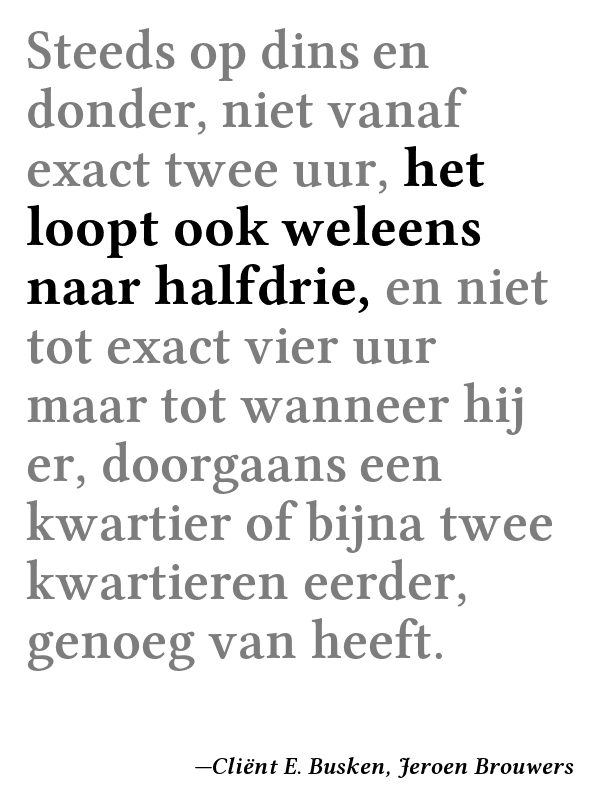 Steeds op dins en
donder, niet vanaf
exact twee uur, het
loopt ook weleens
naar halfdrie, en niet
tot exact vier uur
maar tot wanneer hij
er, doorgaans een
kwartier of bijna twee
kwartieren eerder,
genoeg van heeft.
—Cliënt E. Busken, Jeroen Brouwers